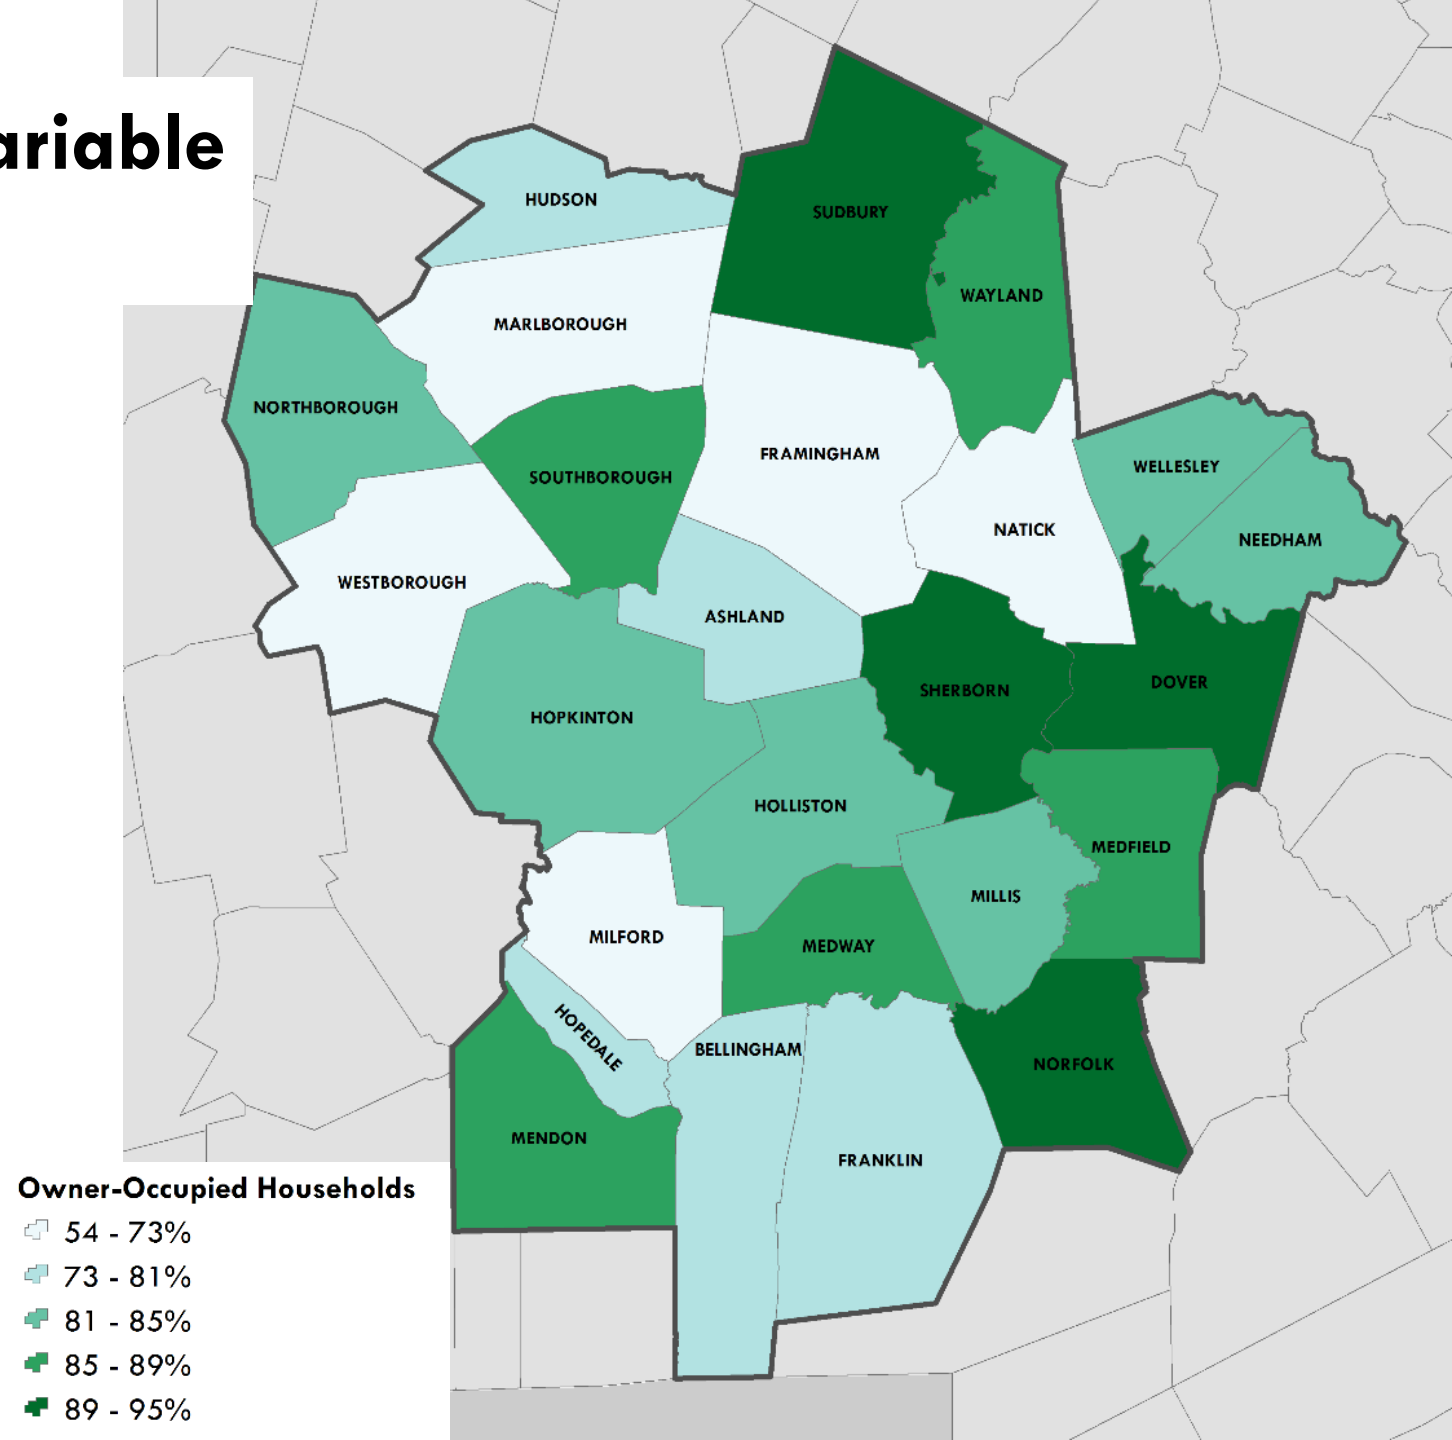 ariable
HUDSON
SUDBURY
WAYLAND
MARLBOROUGH
NORTHBOROUGH
FRAMINGHAM
WELLESLEY
SOUTHBOROUGH
NATICK
NEEDHAM
WESTBOROUGH
ASHLAND
DOVER
SHERBORN
HOPKINTON
HOLLISTON
MEDFIELD
MILLIS
MILFORD
MEDWAY
HOPEDALE
BELLINGHAM
NORFOLK
MENDON
FRANKLIN
Owner-Occupied Households
54 - 73%
73 - 81%
81 - 85%
85 - 89%
89 - 95%